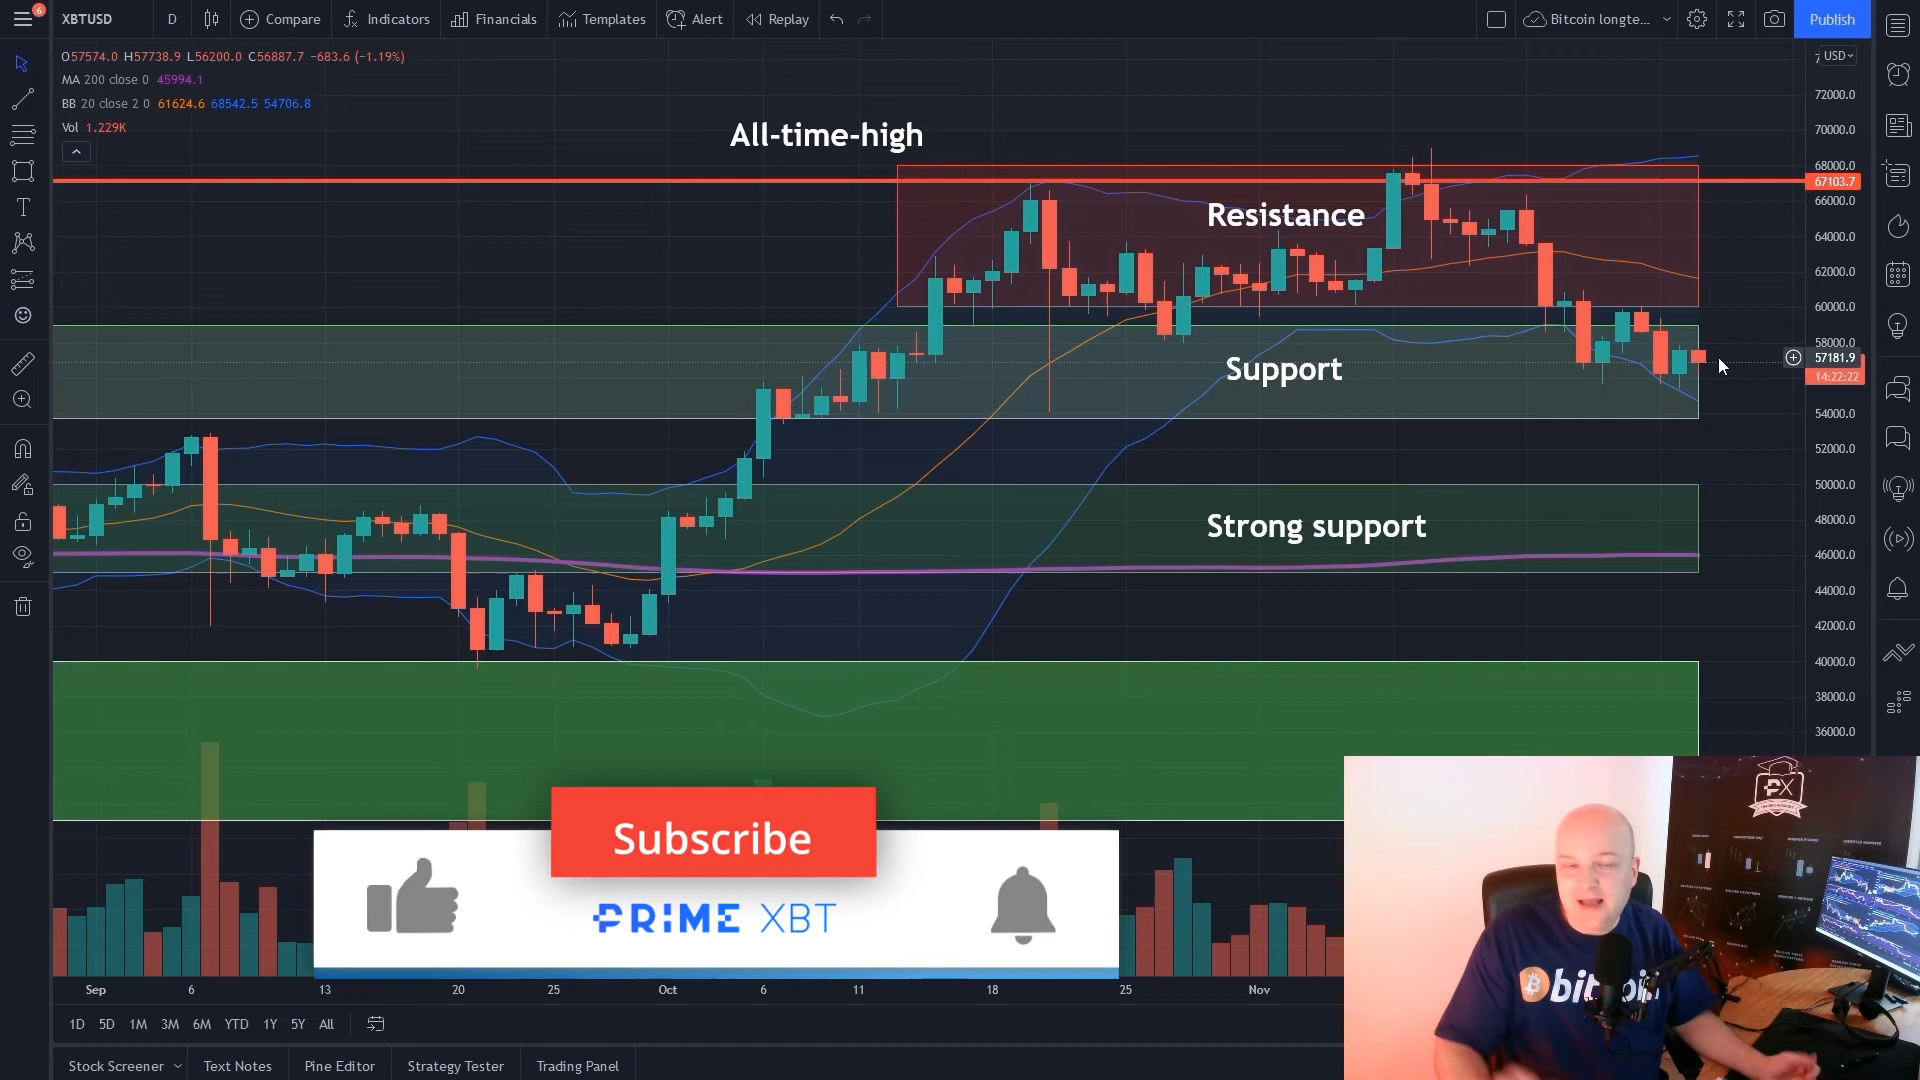 6
XBTUSD
D
Compare
Indicators
Financials
Templates
Alert
Replay
Bitcoin longte...
Publish
O57574.0 H57738.9 L56200.0 C56887.7 −683.6 (−1.19%)
MA 200 close 0 45994.1
BB 20 close 2 0 61624.6 68542.5 54706.8
Vol 1.229K
USD
72000.0
70000.0
68000.0
67103.7
66000.0
64000.0
62000.0
60000.0
58000.0
57181.9
14:22:22
54000.0
52000.0
50000.0
48000.0
46000.0
44000.0
42000.0
40000.0
38000.0
36000.0
All-time-high
Resistance
Support
Strong support
Subscribe
PRIME XBT
PX
bitcoin
Sep
6
13
20
25
Oct
6
11
18
25
Nov
1D 5D 1M 3M 6M YTD 1Y 5Y All
Stock Screener
Text Notes
Pine Editor
Strategy Tester
Trading Panel